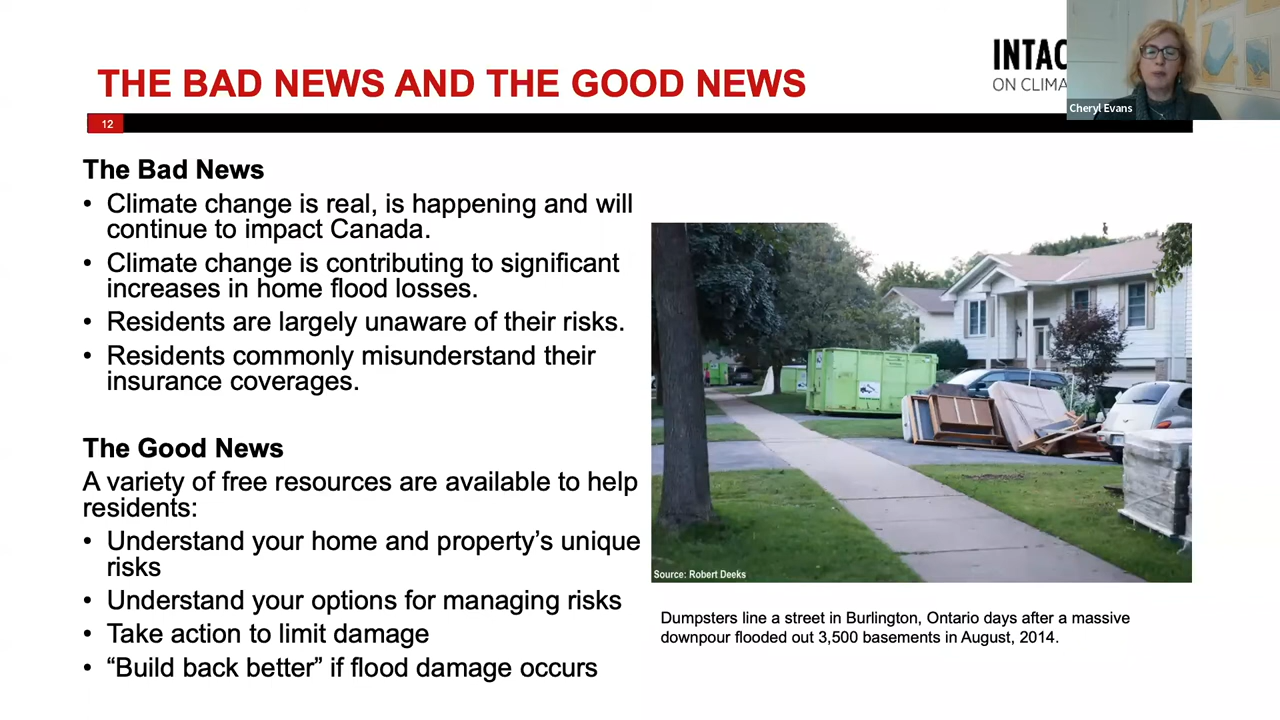 THE BAD NEWS AND THE GOOD NEWS
INTAC
ON CLIMA
Cheryl Evans
12
The Bad News
• Climate change is real, is happening and will
continue to impact Canada.
• Climate change is contributing to significant
increases in home flood losses.
• Residents are largely unaware of their risks.
• Residents commonly misunderstand their
insurance coverages.
The Good News
A variety of free resources are available to help
residents:
• Understand your home and property’s unique
risks
• Understand your options for managing risks
• Take action to limit damage
• “Build back better” if flood damage occurs
Source: Robert Deeks
Dumpsters line a street in Burlington, Ontario days after a massive
downpour flooded out 3,500 basements in August, 2014.